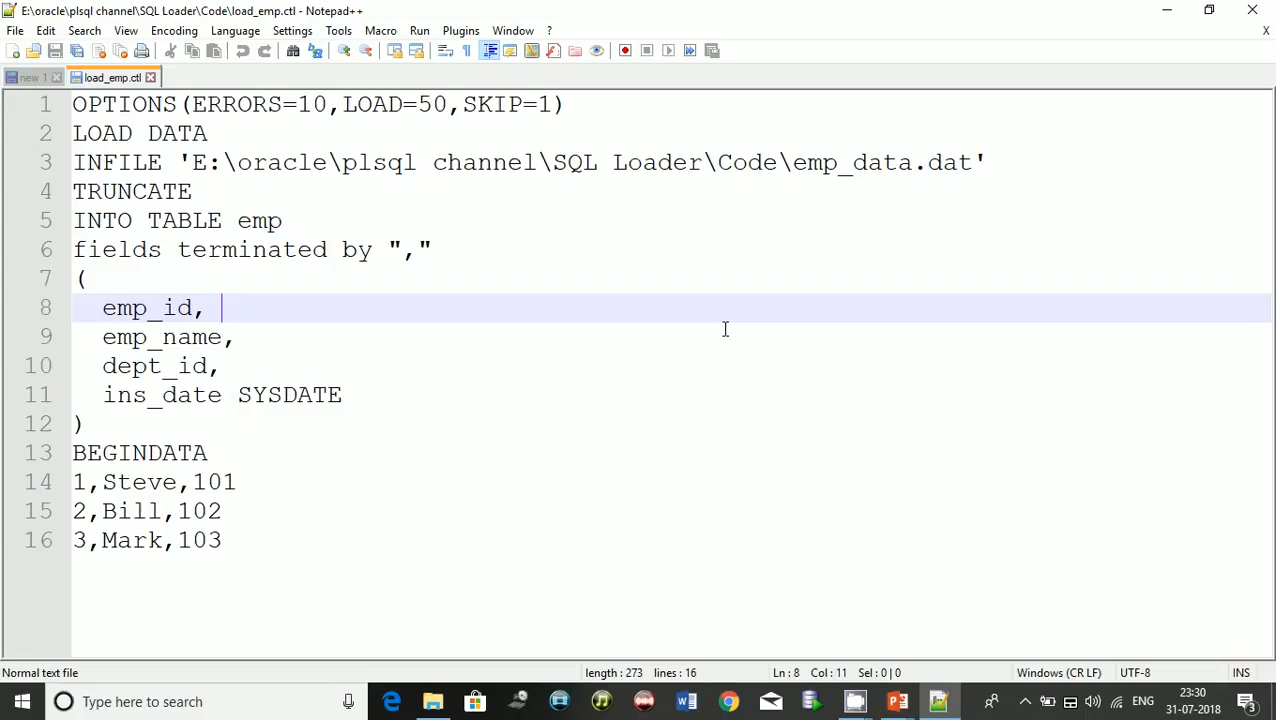 E:\oracle\plsql channel\SQL Loader\Code\load_emp.ctl - Notepad++
File Edit Search View Encoding Language Settings Tools Macro Run Plugins Window ? X
new 1 load_emp.ctl
1 OPTIONS(ERRORS=10,LOAD=50,SKIP=1)
2 LOAD DATA
3 INFILE 'E:\oracle\plsql channel\SQL Loader\Code\emp_data.dat'
4 TRUNCATE
5 INTO TABLE emp
6 fields terminated by ","
7 (
8 emp_id,
9 emp_name,
10 dept_id,
11 ins_date SYSDATE
12 )
13 BEGINDATA
14 1,Steve,101
15 2,Bill,102
16 3,Mark,103
Normal text file length : 273 lines : 16 Ln : 8 Col : 11 Sel : 0 | 0 Windows (CR LF) UTF-8 INS
Type here to search ENG 23:30 31-07-2018 3